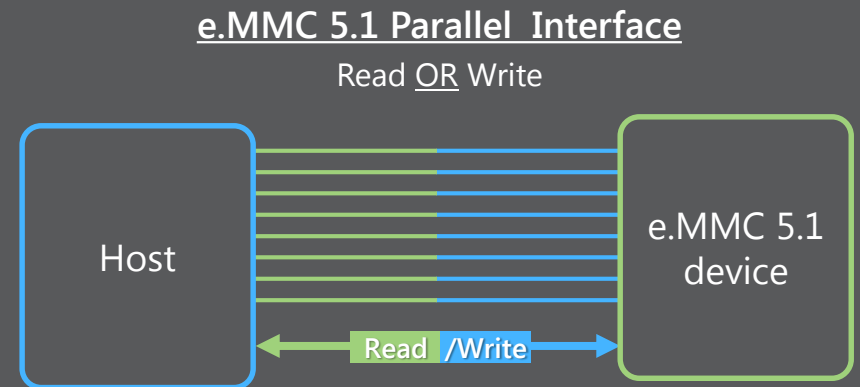 e.MMC 5.1 Parallel Interface
Read OR Write
Host
e.MMC 5.1
device
Read /Write